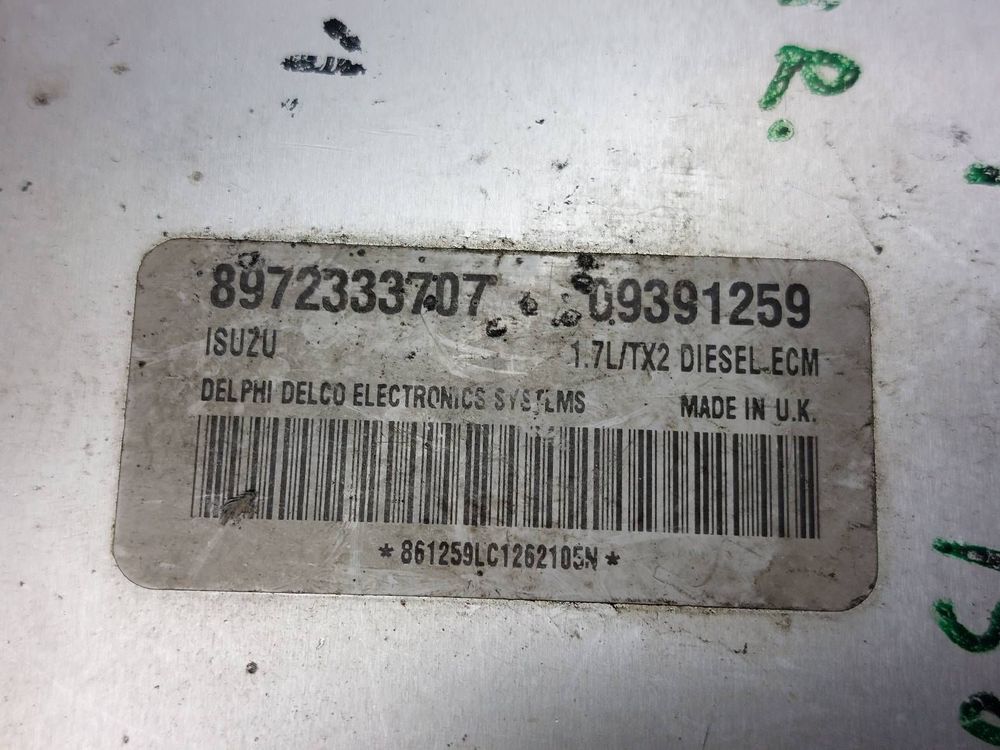 8972333707 09391259
ISUZU 1.7L/TX2 DIESEL ECM
DELPHI DELCO ELECTRONICS SYSTEMS MADE IN U.K.
*861259LC1262105N*